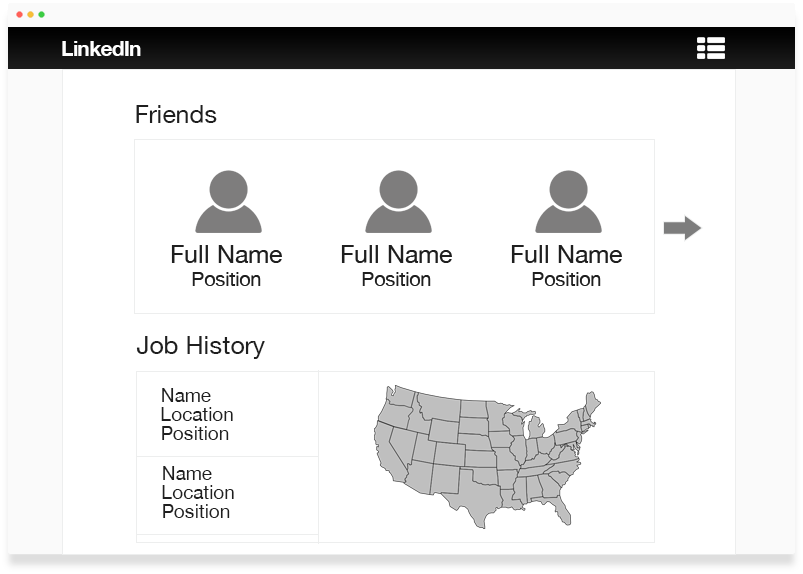 LinkedIn
Friends
Full Name
Position
Full Name
Position
Full Name
Position
Job History
Name
Location
Position
Name
Location
Position